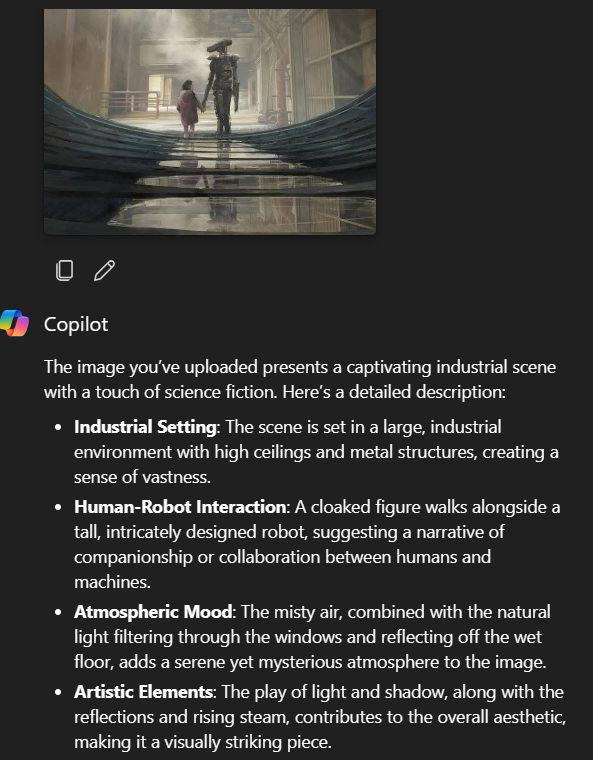 Copilot
The image you’ve uploaded presents a captivating industrial scene
with a touch of science fiction. Here’s a detailed description:
• Industrial Setting: The scene is set in a large, industrial
environment with high ceilings and metal structures, creating a
sense of vastness.
• Human-Robot Interaction: A cloaked figure walks alongside a
tall, intricately designed robot, suggesting a narrative of
companionship or collaboration between humans and
machines.
• Atmospheric Mood: The misty air, combined with the natural
light filtering through the windows and reflecting off the wet
floor, adds a serene yet mysterious atmosphere to the image.
• Artistic Elements: The play of light and shadow, along with the
reflections and rising steam, contributes to the overall aesthetic,
making it a visually striking piece.